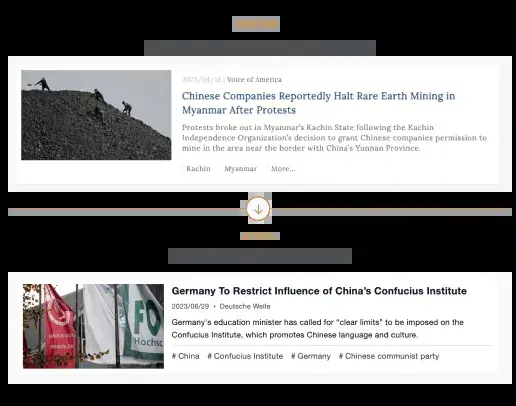 2023/04/19 | Voice of America
Chinese Companies Reportedly Halt Rare Earth Mining in
Myanmar After Protests
Protests broke out in Myanmar's Kachin State following the Kachin
Independence Organization's decision to grant Chinese companies permission to
mine in the area near the border with China's Yunnan Province.
Kachin Myanmar More...
Germany To Restrict Influence of China's Confucius Institute
2023/06/29 • Deutsche Welle
Germany's education minister has called for "clear limits" to be imposed on the
Confucius Institute, which promotes Chinese language and culture.
# China # Confucius Institute # Germany # Chinese communist party
FO
Hochsc